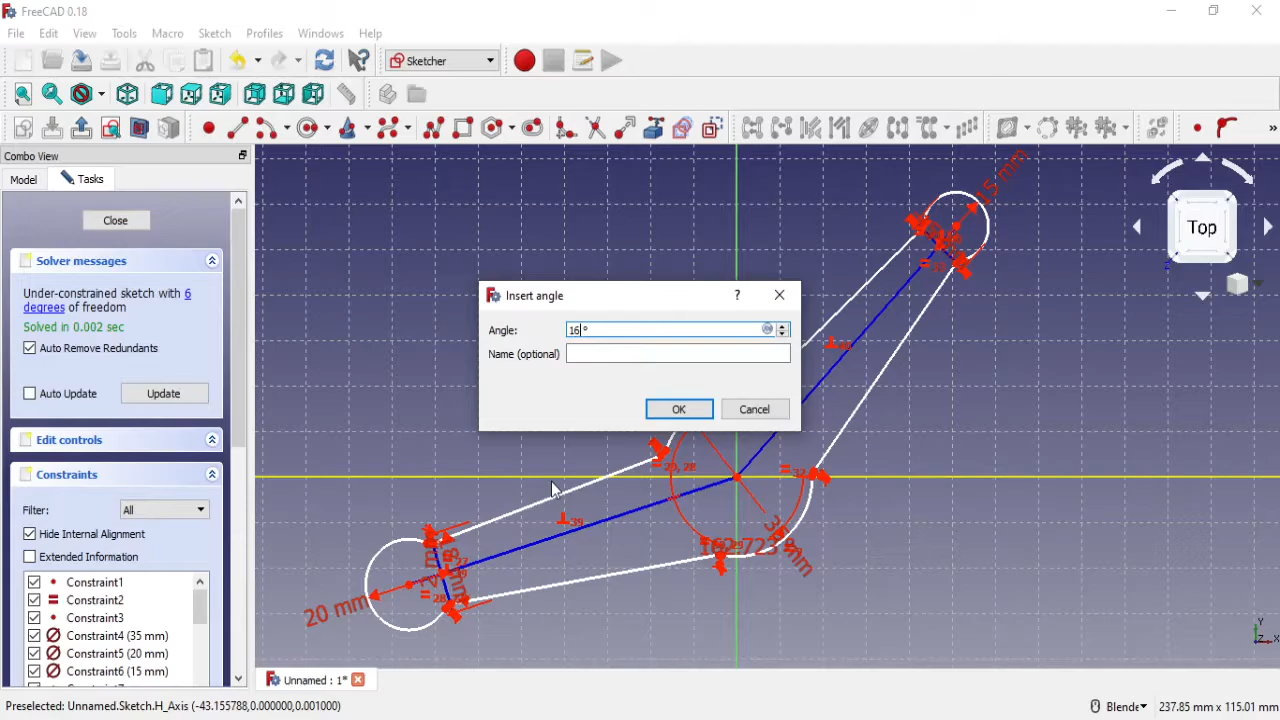 FreeCAD 0.18
File Edit View Tools Macro Sketch Profiles Windows Help
Sketcher
Combo View
Model Tasks
Close
Solver messages
Under-constrained sketch with 6
degrees of freedom
Solved in 0.002 sec
Auto Remove Redundants
Auto Update Update
Edit controls
Constraints
Filter: All
Hide Internal Alignment
Extended Information
Constraint1
Constraint2
Constraint3
Constraint4 (35 mm)
Constraint5 (20 mm)
Constraint6 (15 mm)
Insert angle
Angle: 16 °
Name (optional)
OK Cancel
15 mm
20 mm
Top
Z
Y
X
Unnamed : 1*
Preselected: Unnamed.Sketch.H_Axis (-43.155788,0.000000,0.001000)
Blende
237.85 mm x 115.01 mm